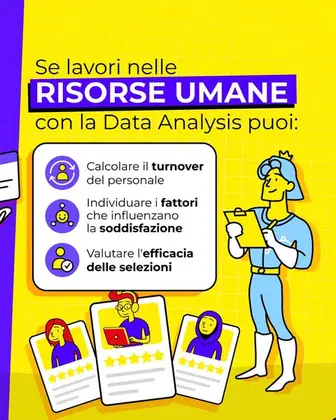 Se lavori nelle
RISORSE UMANE
con la Data Analysis puoi:
Calcolare il turnover
del personale
Individuare i fattori
che influenzano
la soddisfazione
Valutare l'efficacia
delle selezioni